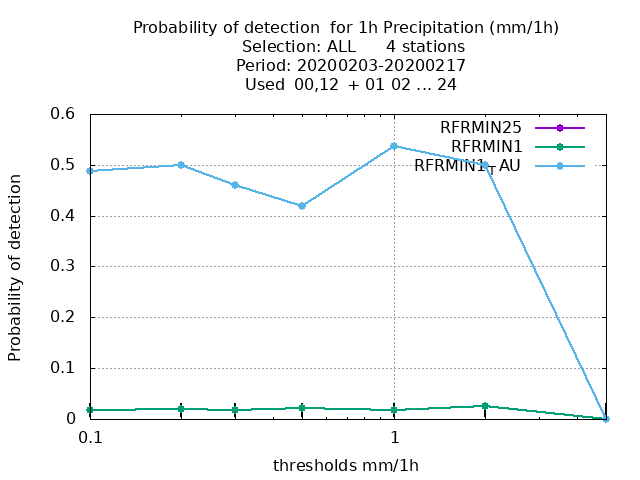 Probability of detection  for 1h Precipitation (mm/1h)
Selection: ALL      4 stations
Period: 20200203-20200217
Used  00,12  + 01 02 ... 24
RFRMIN25
RFRMIN1
RFRMIN1TAU
0.6
0.5
0.4
0.3
0.2
0.1
0
Probability of detection
0.1
1
thresholds mm/1h